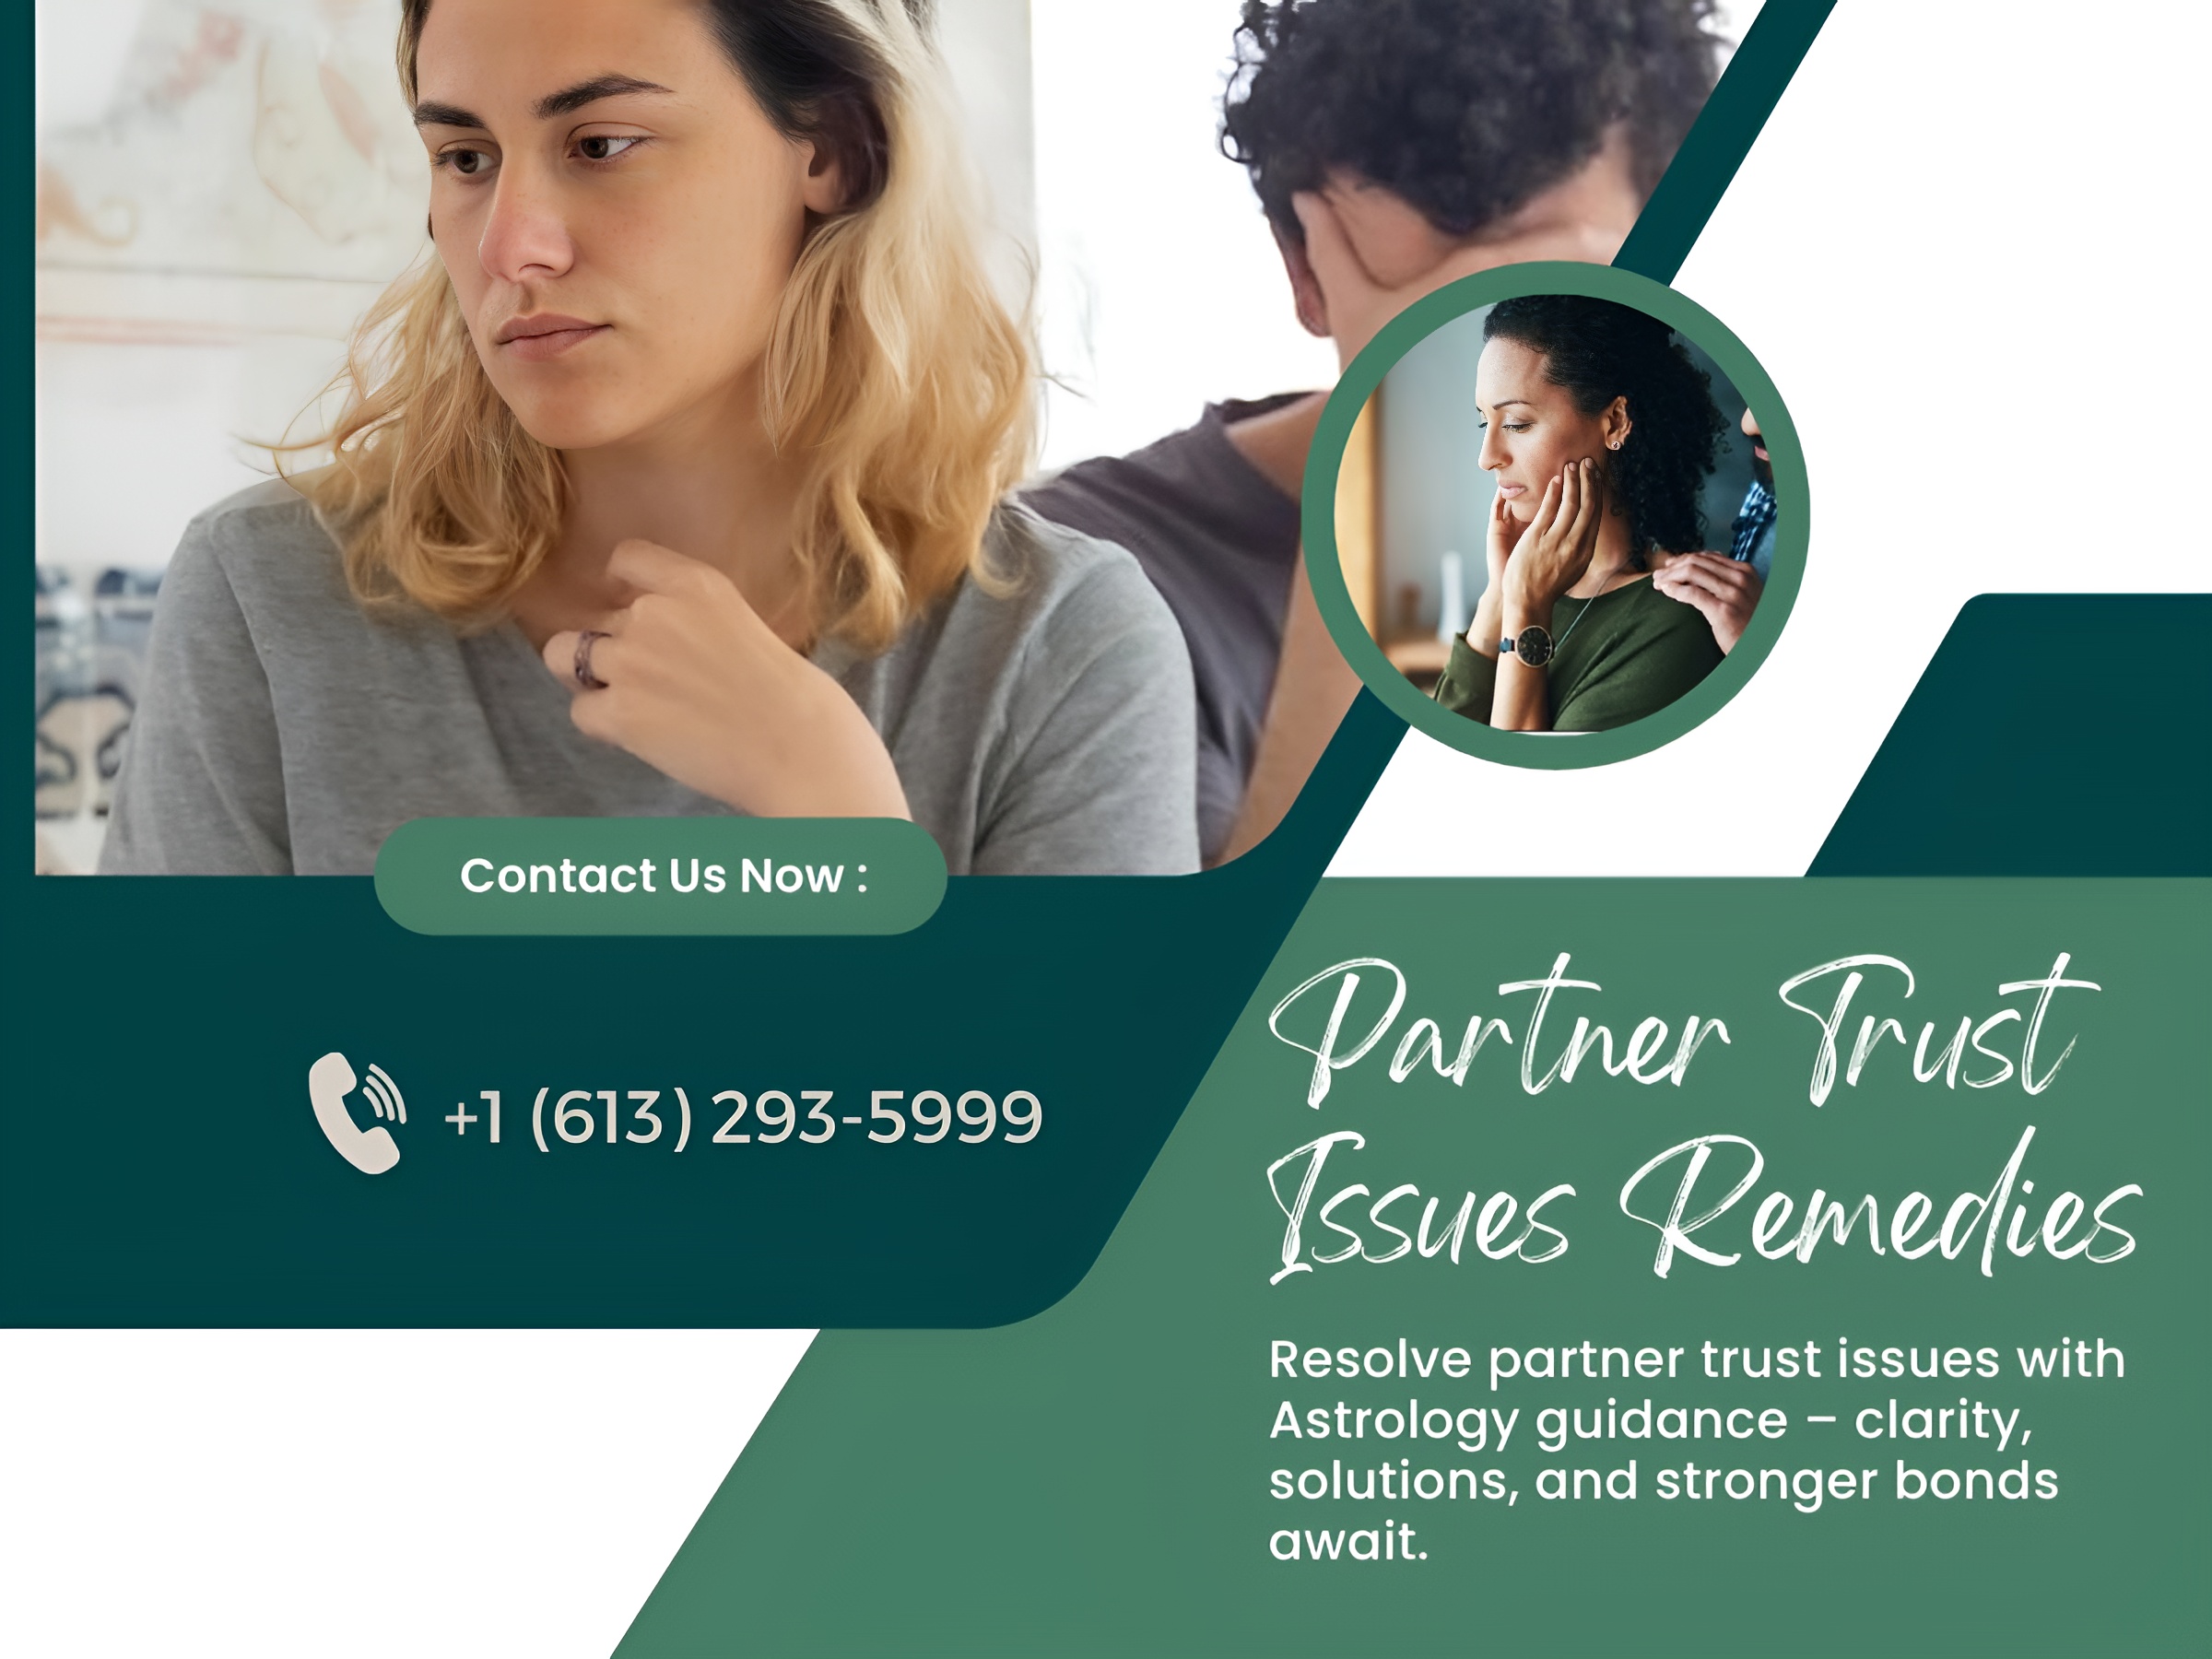 Contact Us Now :
+1 (613) 293-5999
Partner Trust
Issues Remedies
Resolve partner trust issues with
Astrology guidance – clarity,
solutions, and stronger bonds
await.